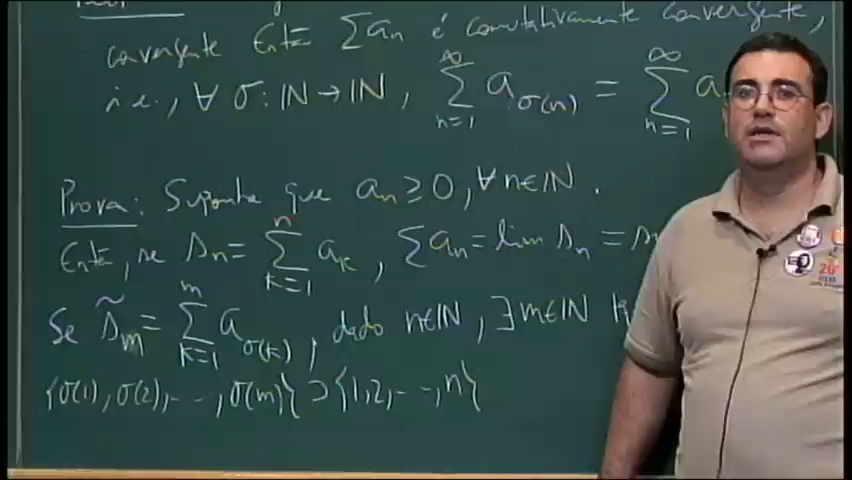 convergente Então ∑ aₙ é comutativamente convergente,
i.e., ∀ σ: ℕ → ℕ, ∑_{n=1}^{∞} a_{σ(n)} = ∑_{n=1}^{∞} a
Prova: Suponha que aₙ ≥ 0, ∀ n ∈ ℕ.
Então, se sₙ = ∑_{k=1}^{n} aₖ, ∑ aₙ = lim sₙ = s
Se s̃ₘ = ∑_{k=1}^{m} a_{σ(k)}, dado n ∈ ℕ, ∃ m ∈ ℕ
{σ(1), σ(2), ..., σ(m)} ⊃ {1, 2, ..., n}